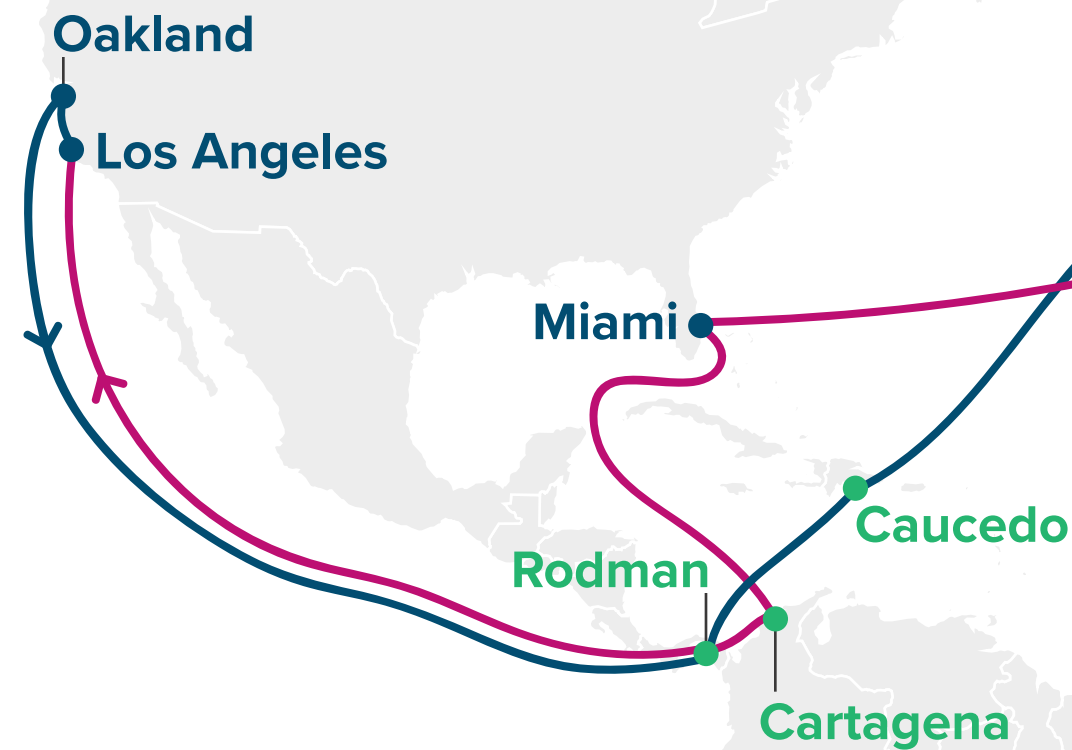 Oakland
Los Angeles
Miami
Caucedo
Rodman
Cartagena